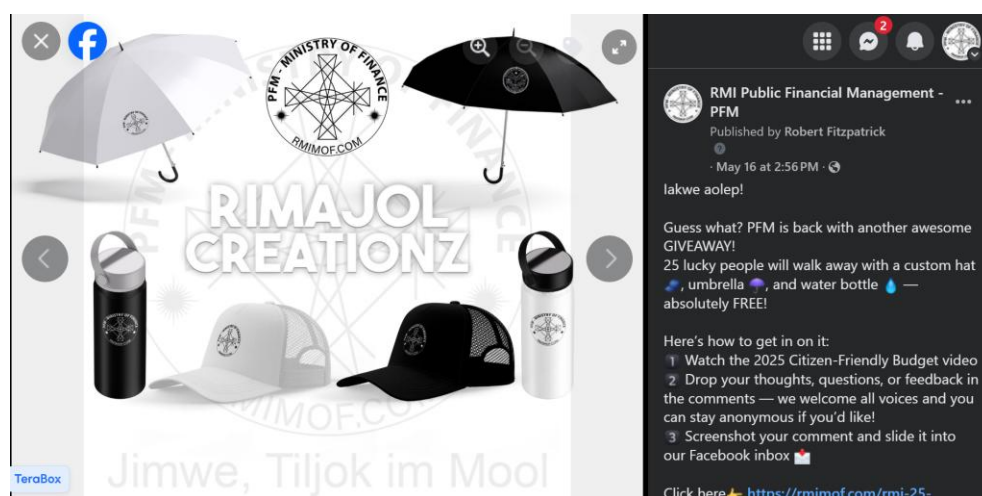 PFM - MINISTRY OF FINANCE
RMIMOF.COM
RIMAJOL
CREATIONZ
Jimwe, Tiljok im Mool
TeraBox
2
RMI Public Financial Management -
PFM
Published by Robert Fitzpatrick
· May 16 at 2:56 PM ·
Iakwe aolep!
Guess what? PFM is back with another awesome
GIVEAWAY!
25 lucky people will walk away with a custom hat
🧢, umbrella ☂️, and water bottle 💧 —
absolutely FREE!
Here's how to get in on it:
1 Watch the 2025 Citizen-Friendly Budget video
2 Drop your thoughts, questions, or feedback in
the comments — we welcome all voices and you
can stay anonymous if you'd like!
3 Screenshot your comment and slide it into
our Facebook inbox 📩
Click here👉 https://rmimof.com/rmi-25-